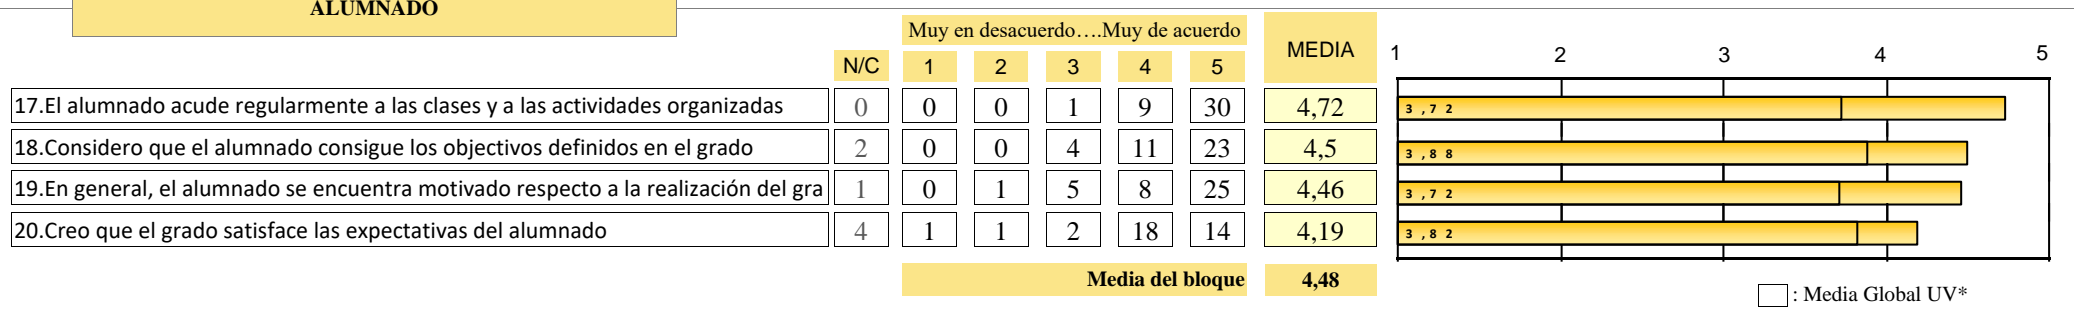 ALUMNADO
Muy en desacuerdo….Muy de acuerdo
MEDIA
N/C 1 2 3 4 5
1 2 3 4 5
17.El alumnado acude regularmente a las clases y a las actividades organizadas 0 0 0 1 9 30 4,72 3,72
18.Considero que el alumnado consigue los objectivos definidos en el grado 2 0 0 4 11 23 4,5 3,88
19.En general, el alumnado se encuentra motivado respecto a la realización del gra 1 0 1 5 8 25 4,46 3,72
20.Creo que el grado satisface las expectativas del alumnado 4 1 1 2 18 14 4,19 3,82
Media del bloque 4,48
: Media Global UV*